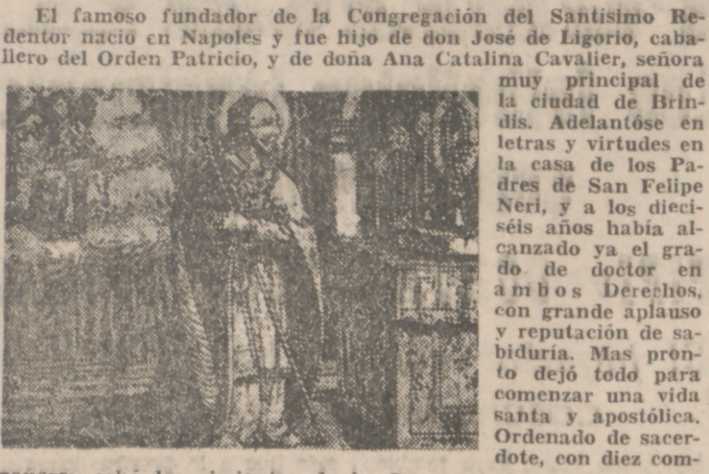 El famoso fundador de la Congregación del Santísimo Re-
dentor nacio en Napoles y fue hijo de don José de Ligorio, caba-
llero del Orden Patricio, y de doña Ana Catalina Cavalier, señora
muy principal de
la ciudad de Brin-
dis. Adelantóse en
letras y virtudes en
la casa de los Pa-
dres de San Felipe
Neri, y a los dieci-
séis años había al-
canzado ya el gra-
do de doctor en
ambos Derechos,
con grande aplauso
y reputación de sa-
biduría. Mas pron-
to dejó todo para
comenzar una vida
santa y apostólica.
Ordenado de sacer-
dote, con diez com-